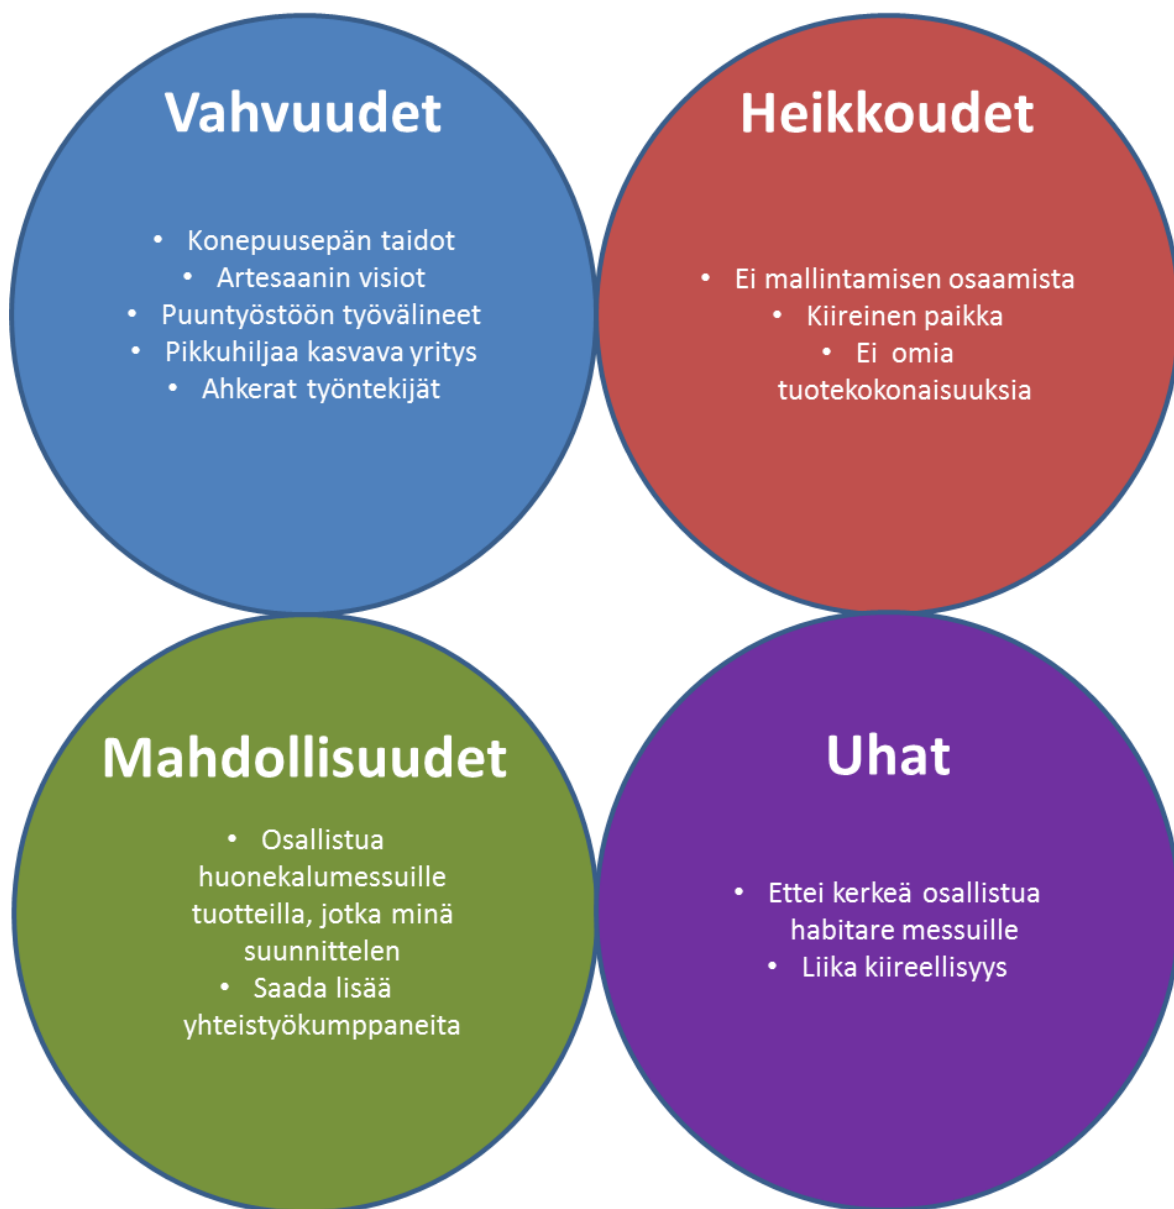 Vahvuudet
• Konepuusepän taidot
• Artesaanin visiot
• Puuntyöstöön työvälineet
• Pikkuhiljaa kasvava yritys
• Ahkerat työntekijät
Heikkoudet
• Ei mallintamisen osaamista
• Kiireinen paikka
• Ei omia
tuotekokonaisuuksia
Mahdollisuudet
• Osallistua
huonekalumessuille
tuotteilla, jotka minä
suunnittelen
• Saada lisää
yhteistyökumppaneita
Uhat
• Ettei kerkeä osallistua
habitare messuille
• Liika kiireellisyys